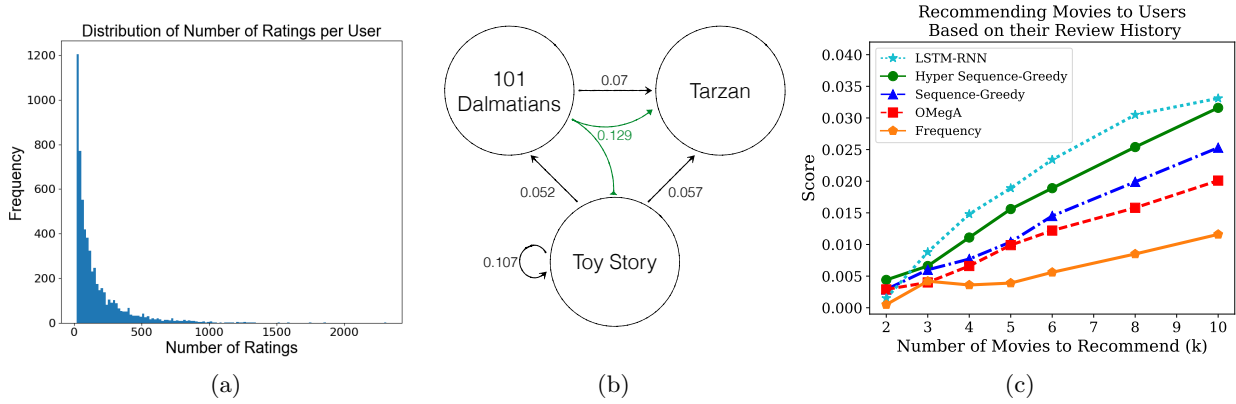 Distribution of Number of Ratings per User
1200
1000
800
600
400
200
0
Frequency
0
500
1000
1500
2000
Number of Ratings
(a)
101
Dalmatians
0.07
Tarzan
0.129
0.052
0.057
0.107
Toy Story
(b)
Recommending Movies to Users
Based on their Review History
0.040
0.035
0.030
0.025
0.020
0.015
0.010
0.005
0.000
Score
LSTM-RNN
Hyper Sequence-Greedy
Sequence-Greedy
OMegA
Frequency
2
3
4
5
6
7
8
9
10
Number of Movies to Recommend (k)
(c)